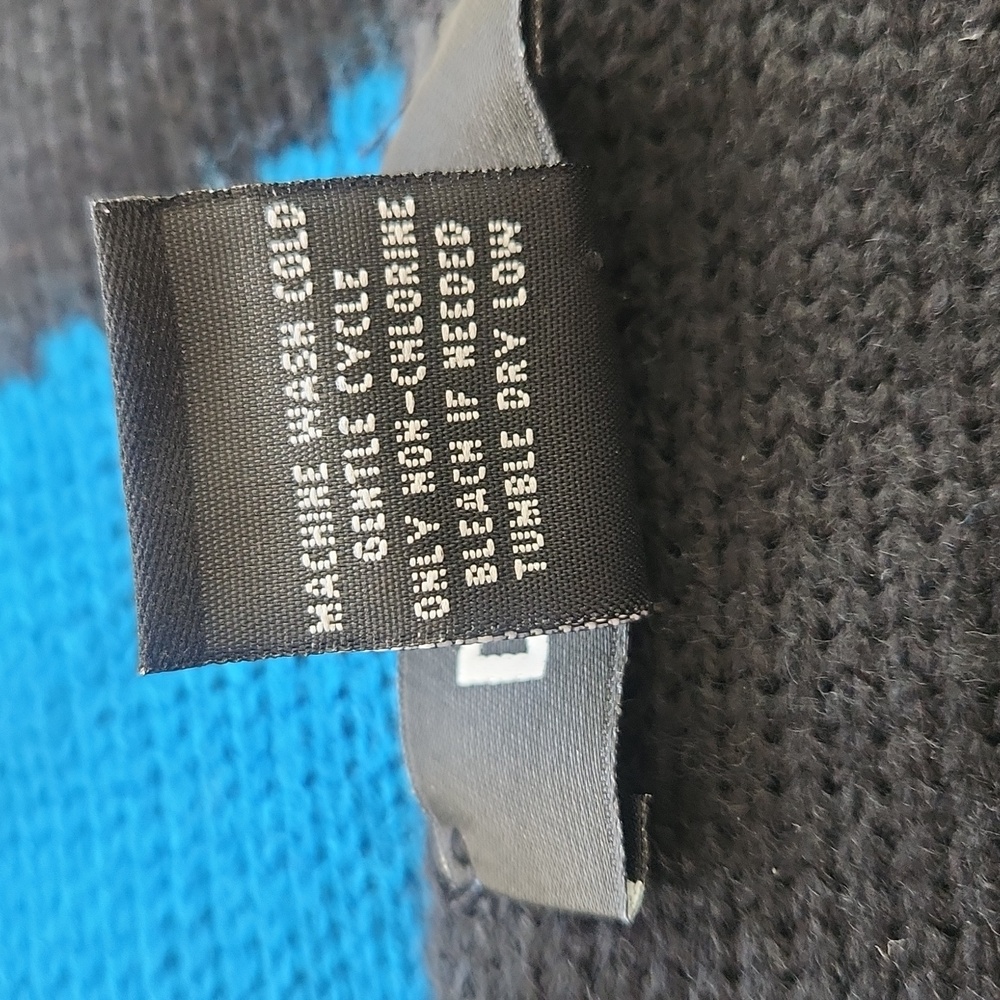 MACHINE WASH COLD
GENTLE CYCLE
ONLY NON-CHLORINE
BLEACH IF NEEDED
TUMBLE DRY LOW